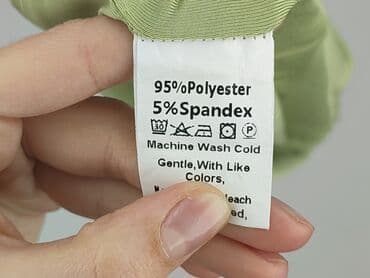 95%Polyester
5%Spandex
Machine Wash Cold
Gentle,With Like
Colors,